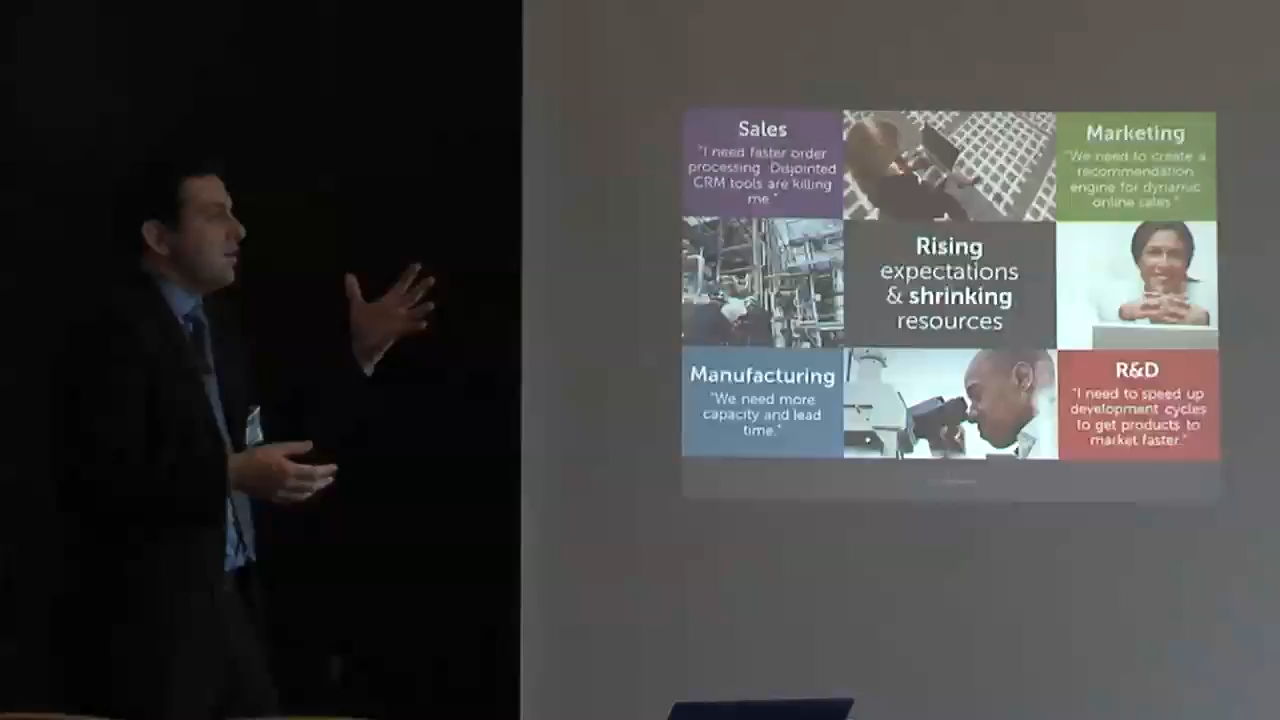 Sales
"I need faster order
processing. Disjointed
CRM tools are killing
me."
Marketing
"We need to create a
recommendation
engine for dynamic
online sales."
Rising
expectations
& shrinking
resources
Manufacturing
"We need more
capacity and lead
time."
R&D
"I need to speed up
development cycles
to get products to
market faster."